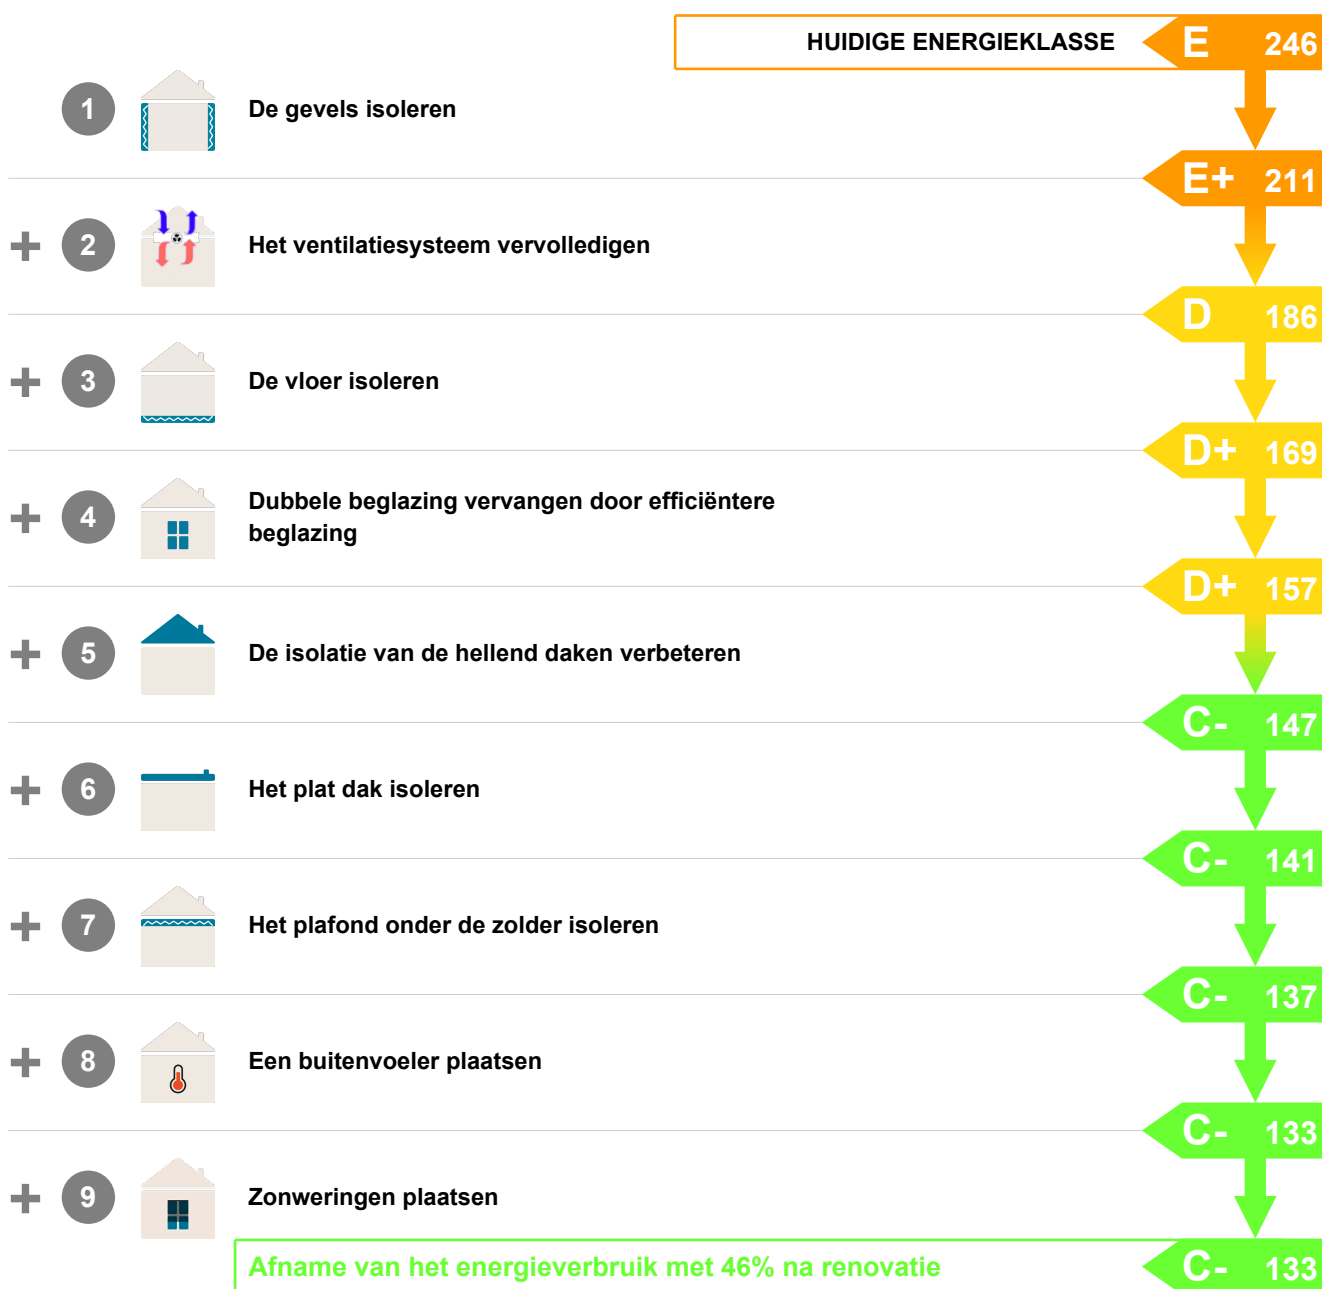 HUIDIGE ENERGIEKLASSE E 246
1 De gevels isoleren
E+ 211
+ 2 Het ventilatiesysteem vervolledigen
D 186
+ 3 De vloer isoleren
D+ 169
+ 4 Dubbele beglazing vervangen door efficiëntere
beglazing
D+ 157
+ 5 De isolatie van de hellend daken verbeteren
C- 147
+ 6 Het plat dak isoleren
C- 141
+ 7 Het plafond onder de zolder isoleren
C- 137
+ 8 Een buitenvoeler plaatsen
C- 133
+ 9 Zonweringen plaatsen
Afname van het energieverbruik met 46% na renovatie C- 133